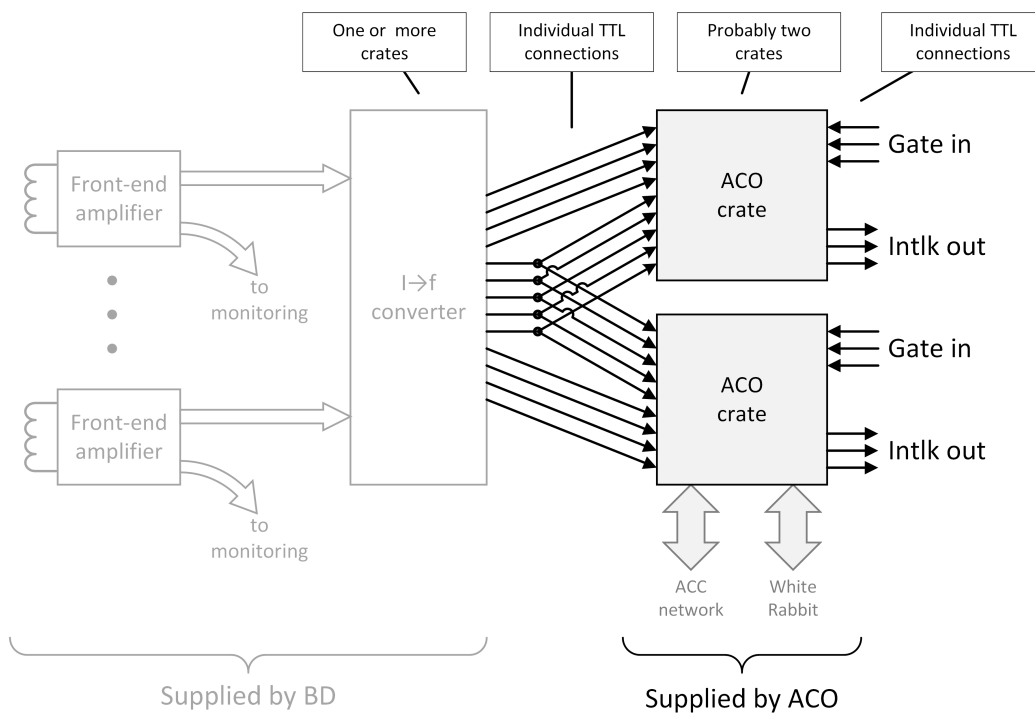 One or more
crates
Individual TTL
connections
Probably two
crates
Individual TTL
connections
Front-end
amplifier
to
monitoring
I→f
converter
ACO
crate
Gate in
Intlk out
Front-end
amplifier
to
monitoring
ACO
crate
Gate in
Intlk out
ACC
network
White
Rabbit
Supplied by BD
Supplied by ACO